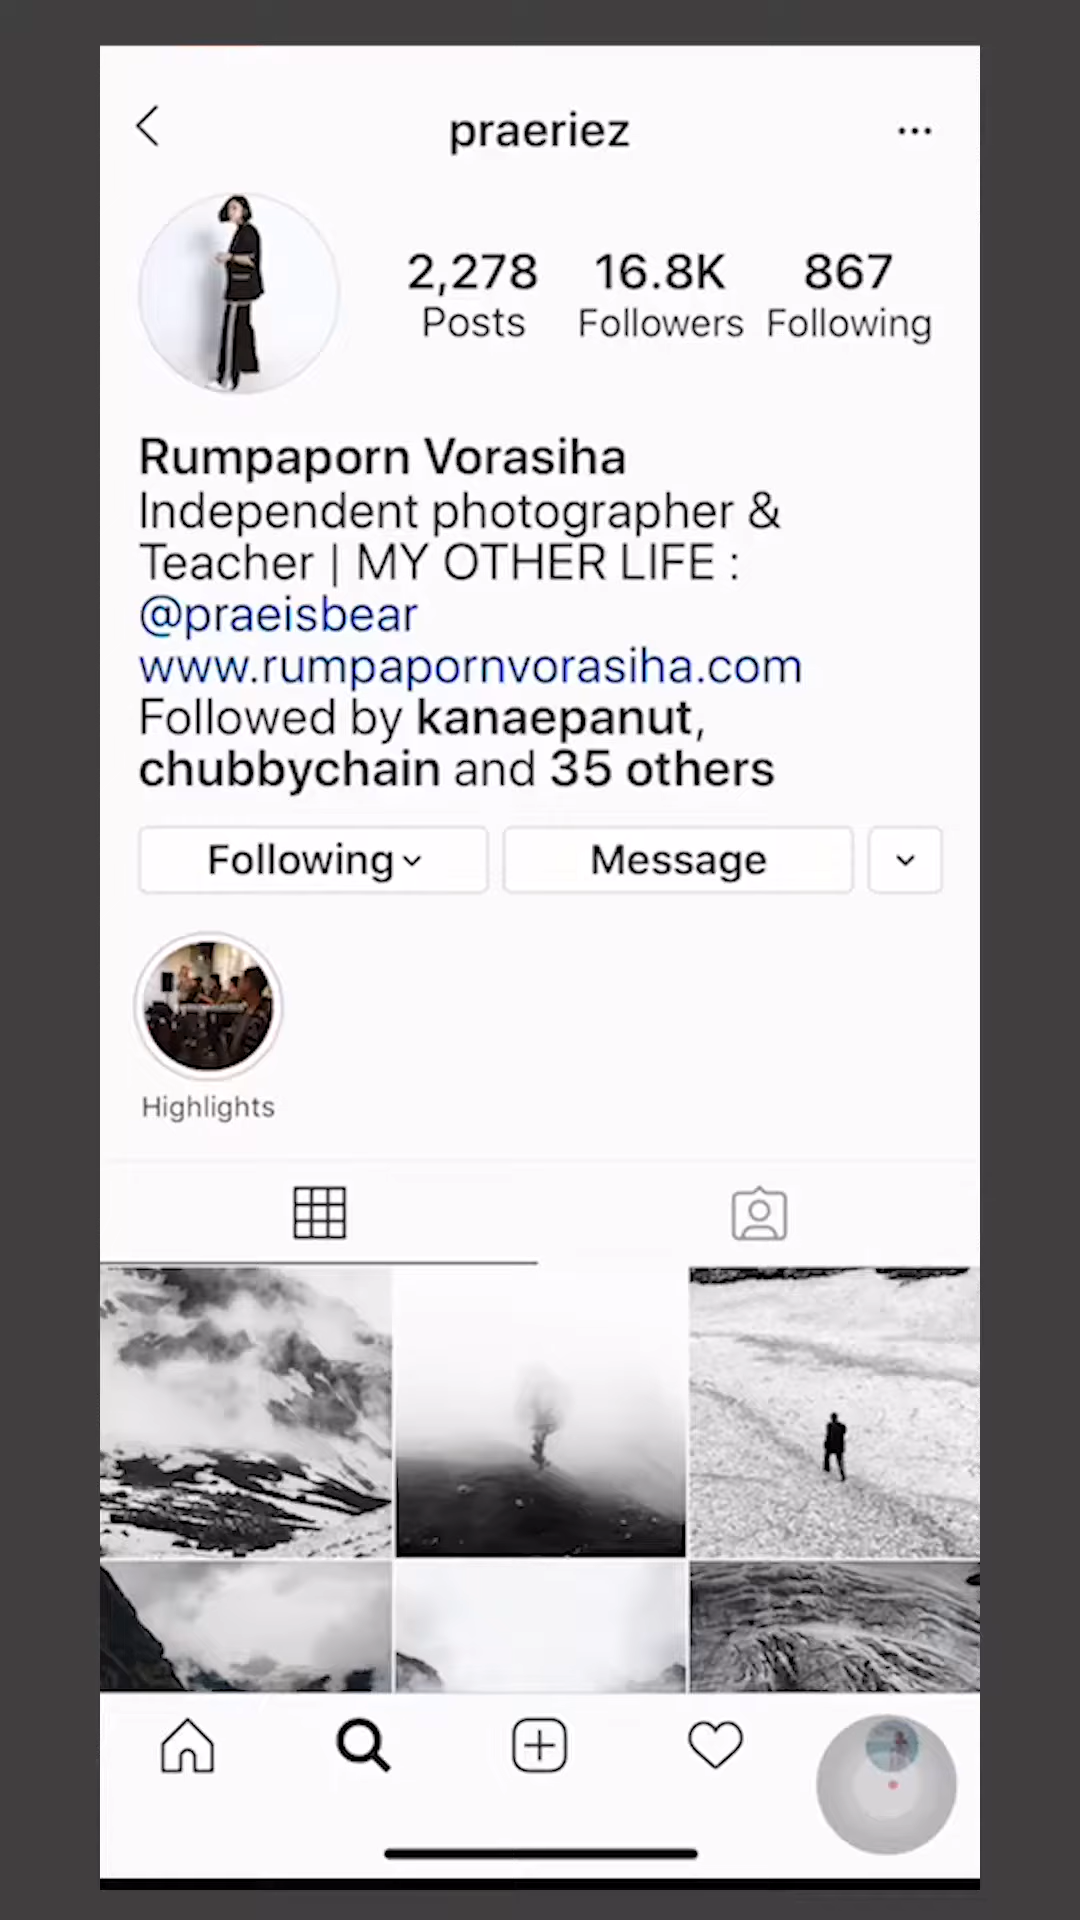 praeriez
2,278 16.8K 867
Posts Followers Following
Rumpaporn Vorasiha
Independent photographer &
Teacher | MY OTHER LIFE :
@praeisbear
www.rumpapornvorasiha.com
Followed by kanaepanut,
chubbychain and 35 others
Following Message
Highlights